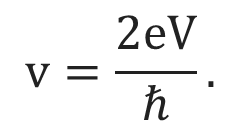 v = 2eV / ℏ .